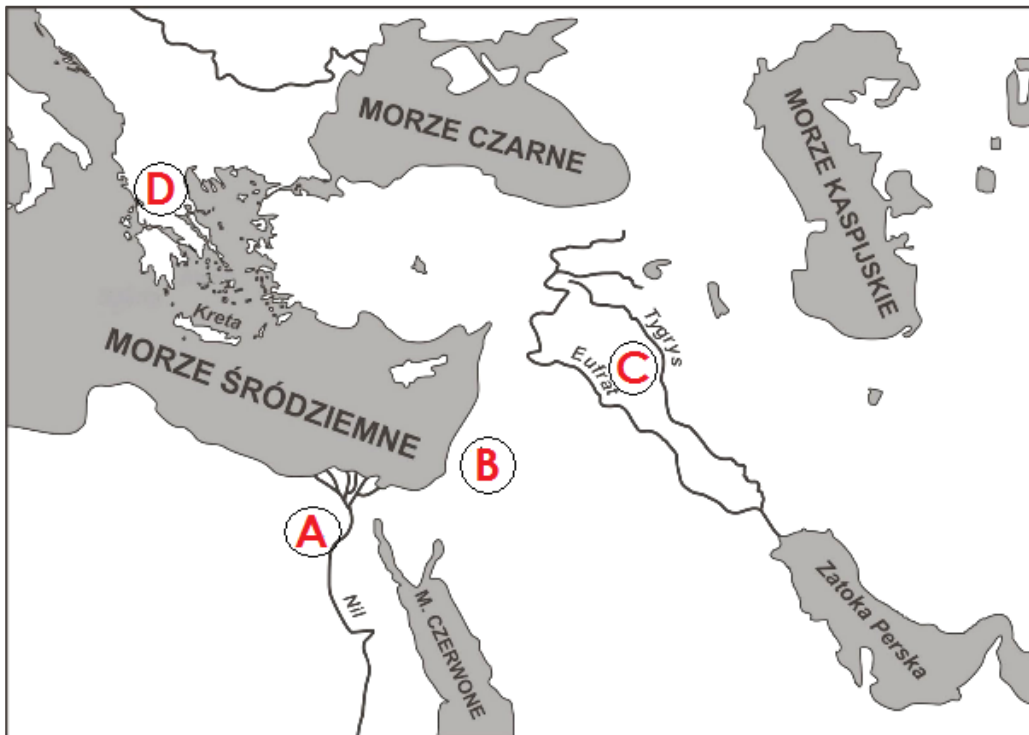 MORZE CZARNE
MORZE KASPIJSKIE
D
Kreta
MORZE ŚRÓDZIEMNE
Tygrys
Eufrat
C
B
A
Nil
M. CZERWONE
Zatoka Perska